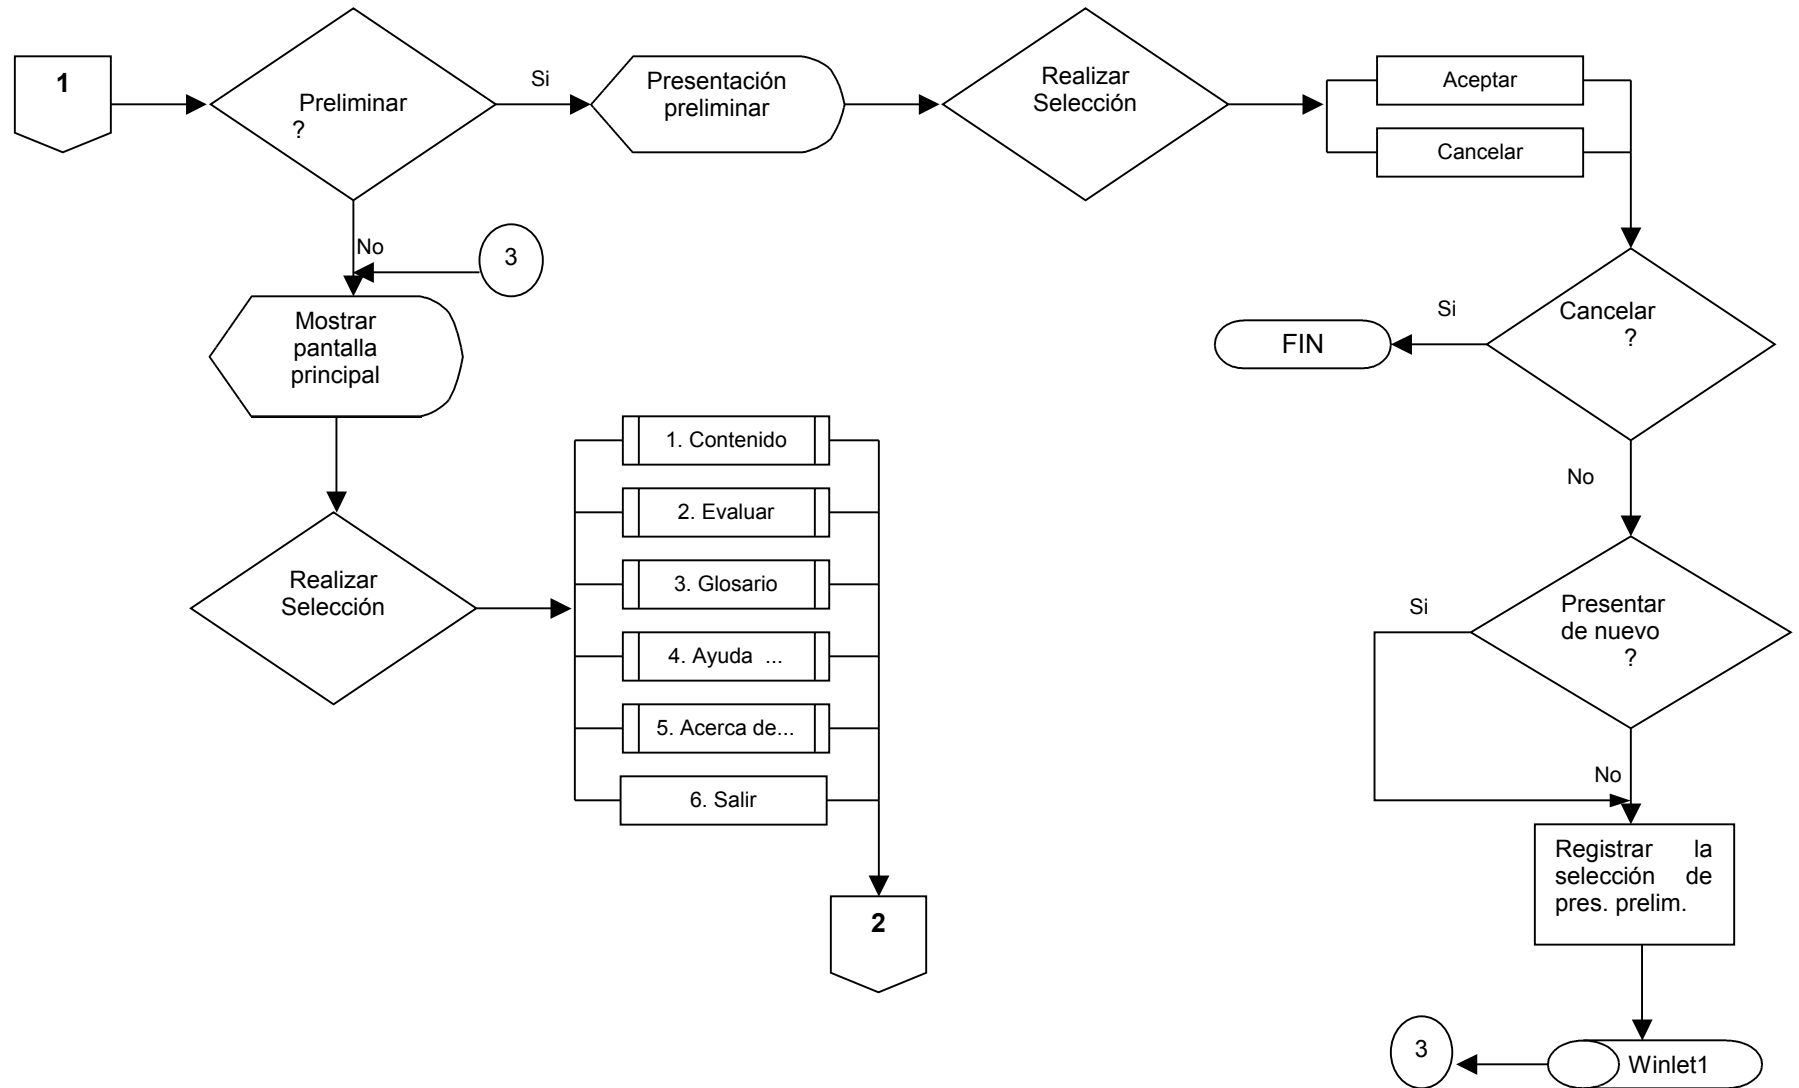 1
Preliminar
?
Si
Presentación
preliminar
Realizar
Selección
Aceptar
Cancelar
No
3
Mostrar
pantalla
principal
Si
Cancelar
?
FIN
No
1. Contenido
2. Evaluar
3. Glosario
4. Ayuda ...
5. Acerca de...
6. Salir
Realizar
Selección
Si
Presentar
de nuevo
?
No
Registrar la
selección de
pres. prelim.
2
3
Winlet1